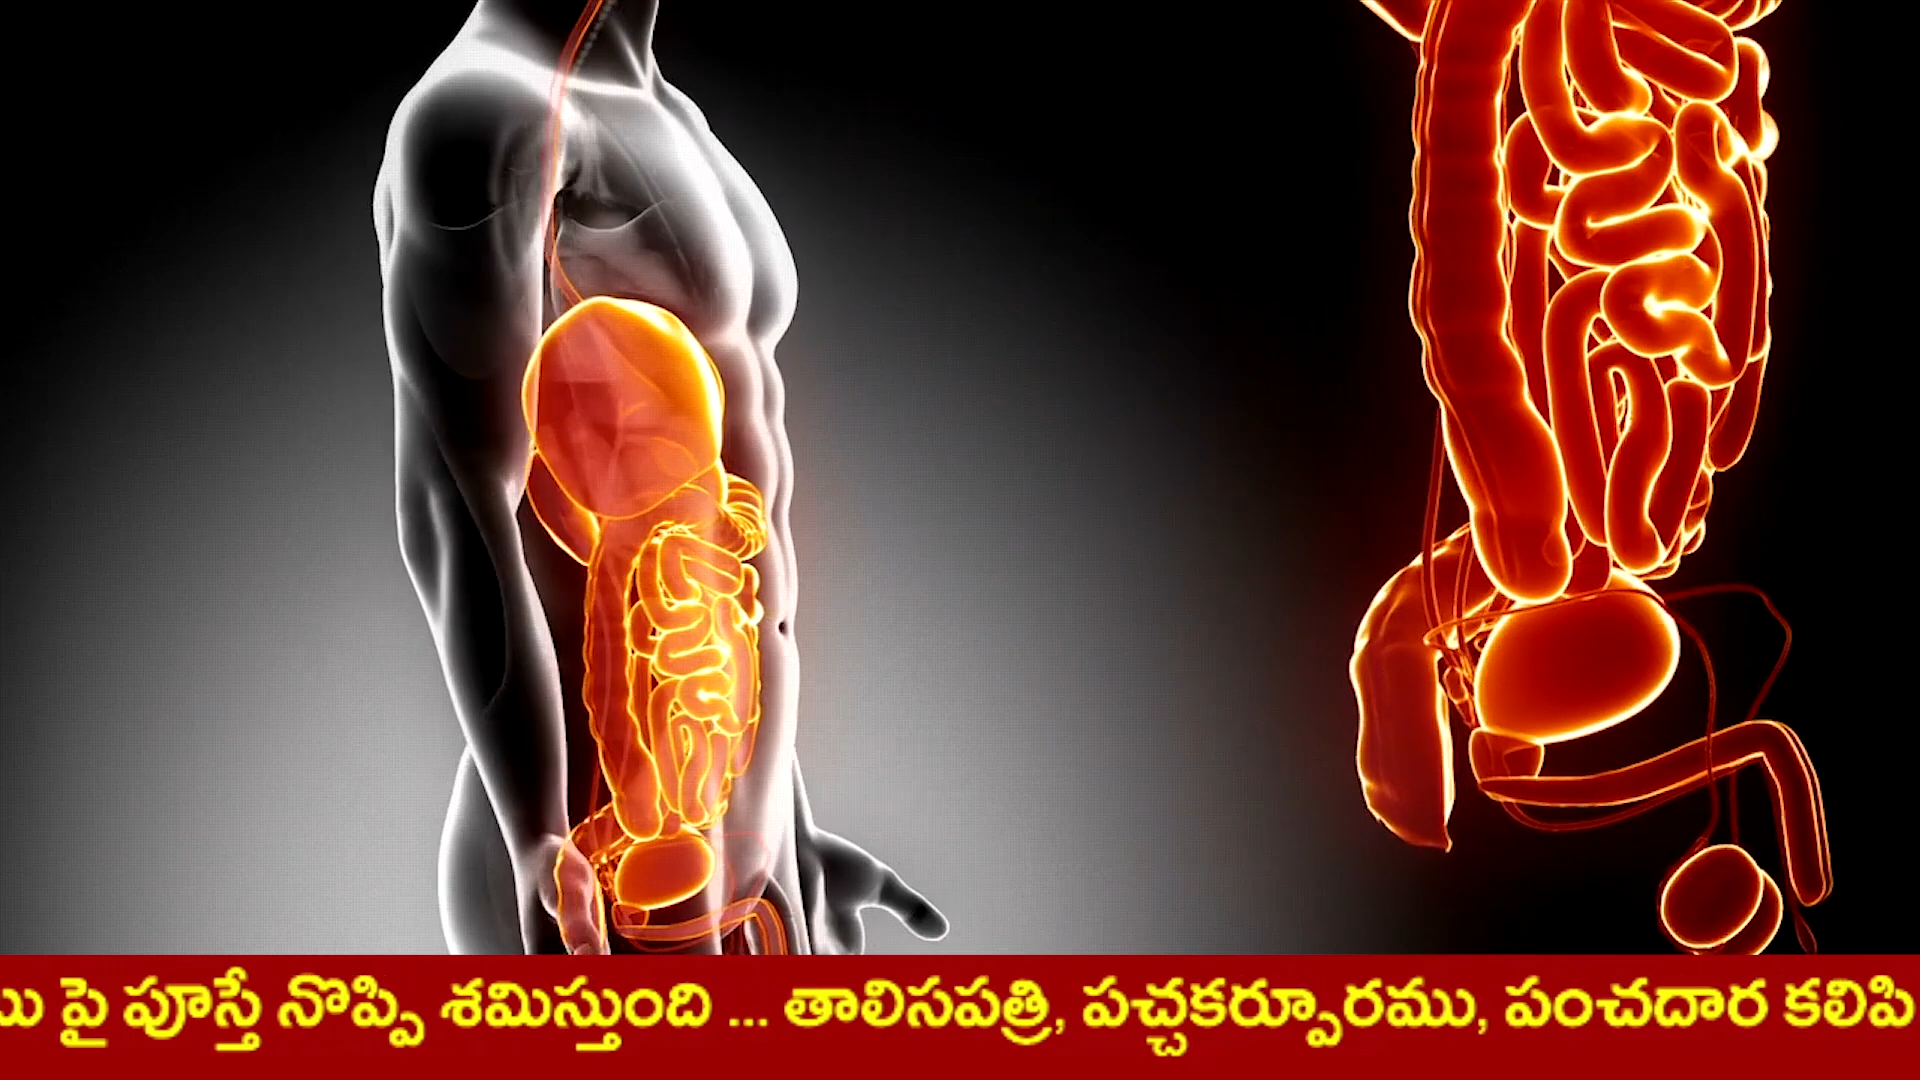 పై పూస్తే నొప్పి శమిస్తుంది ... తాలిసపత్రి, పచ్చకర్పూరము, పంచదార కలిపి